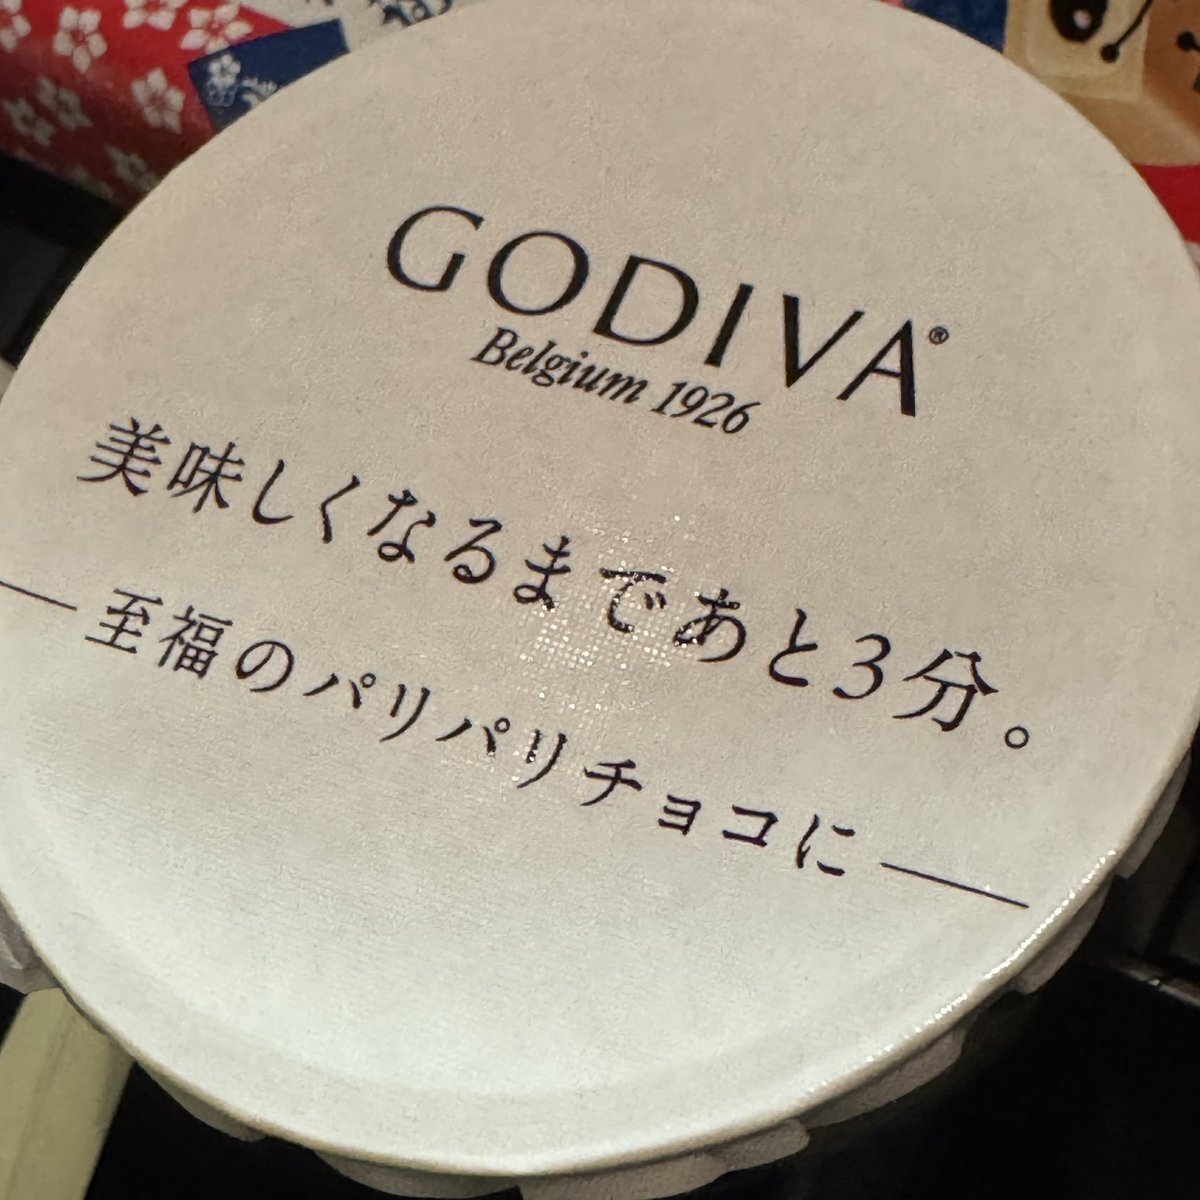 GODIVA®
Belgium 1926
美味しくなるまであと3分。
至福のパリパリチョコに